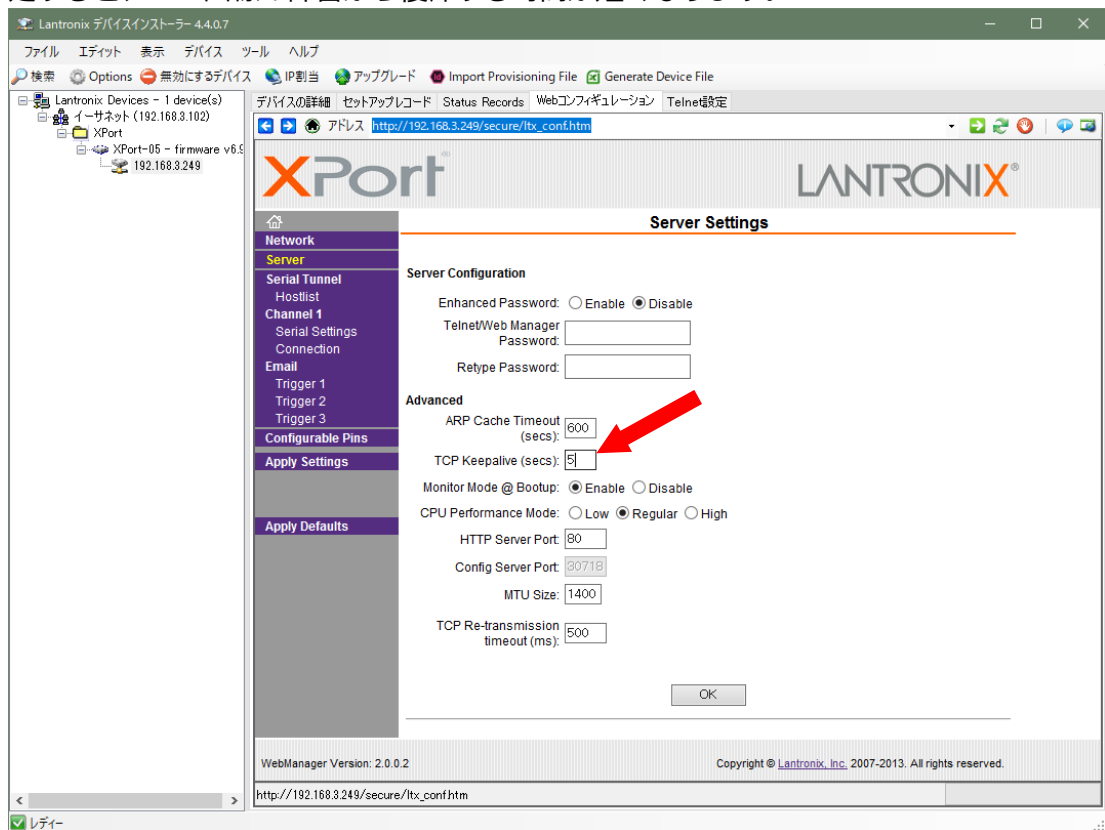 Lantronix デバイスインストーラー 4.4.0.7
ファイル エディット 表示 デバイス ツール ヘルプ
検索 Options 無効にするデバイス IP割当 アップグレード Import Provisioning File Generate Device File
Lantronix Devices - 1 device(s)
イーサネット (192.168.3.102)
XPort
XPort-05 - firmware v6.9
192.168.3.249
デバイスの詳細 セットアップレコード Status Records Webコンフィギュレーション Telnet設定
アドレス http://192.168.3.249/secure/ltx_conf.htm
XPort®
LANTRONIX®
Network
Server
Serial Tunnel
Hostlist
Channel 1
Serial Settings
Connection
Email
Trigger 1
Trigger 2
Trigger 3
Configurable Pins
Apply Settings
Apply Defaults
Server Settings
Server Configuration
Enhanced Password: Enable Disable
Telnet/Web Manager
Password:
Retype Password:
Advanced
ARP Cache Timeout
(secs): 600
TCP Keepalive (secs): 5
Monitor Mode @ Bootup: Enable Disable
CPU Performance Mode: Low Regular High
HTTP Server Port: 80
Config Server Port: 30718
MTU Size: 1400
TCP Re-transmission
timeout (ms): 500
OK
WebManager Version: 2.0.0.2
Copyright © Lantronix, Inc. 2007-2013. All rights reserved.
http://192.168.3.249/secure/ltx_conf.htm
レディー